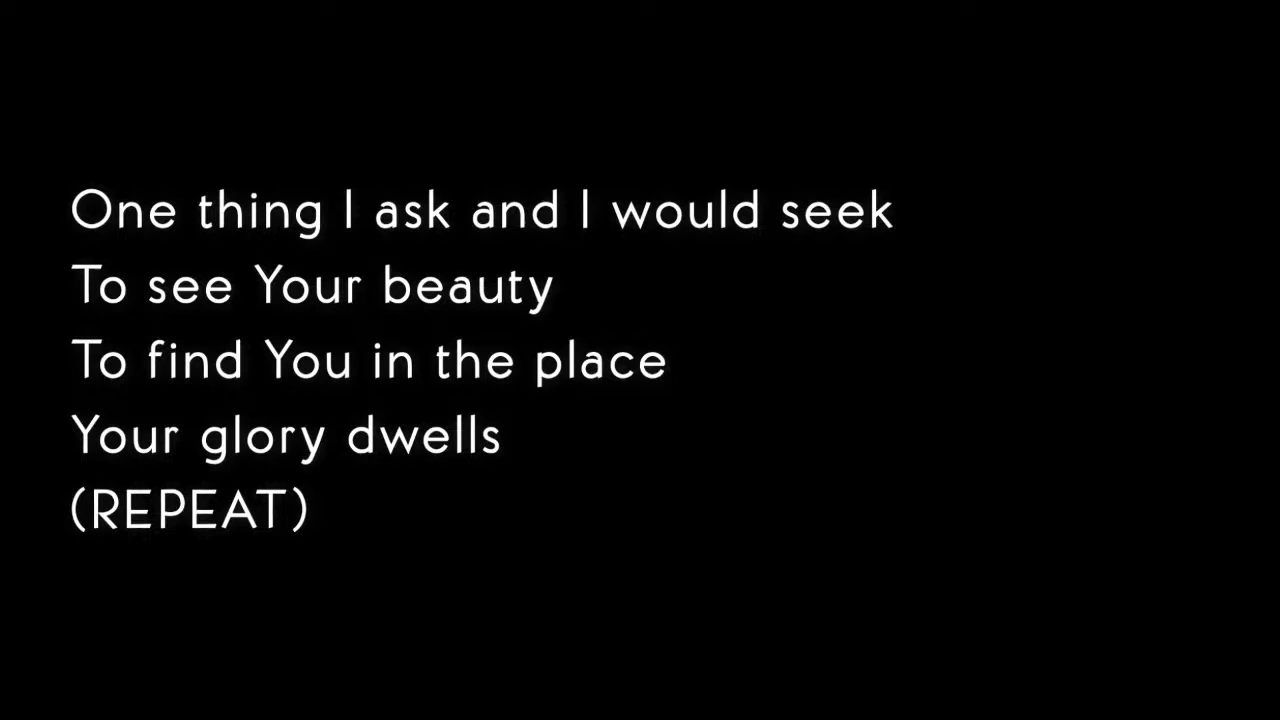 One thing I ask and I would seek
To see Your beauty
To find You in the place
Your glory dwells
(REPEAT)